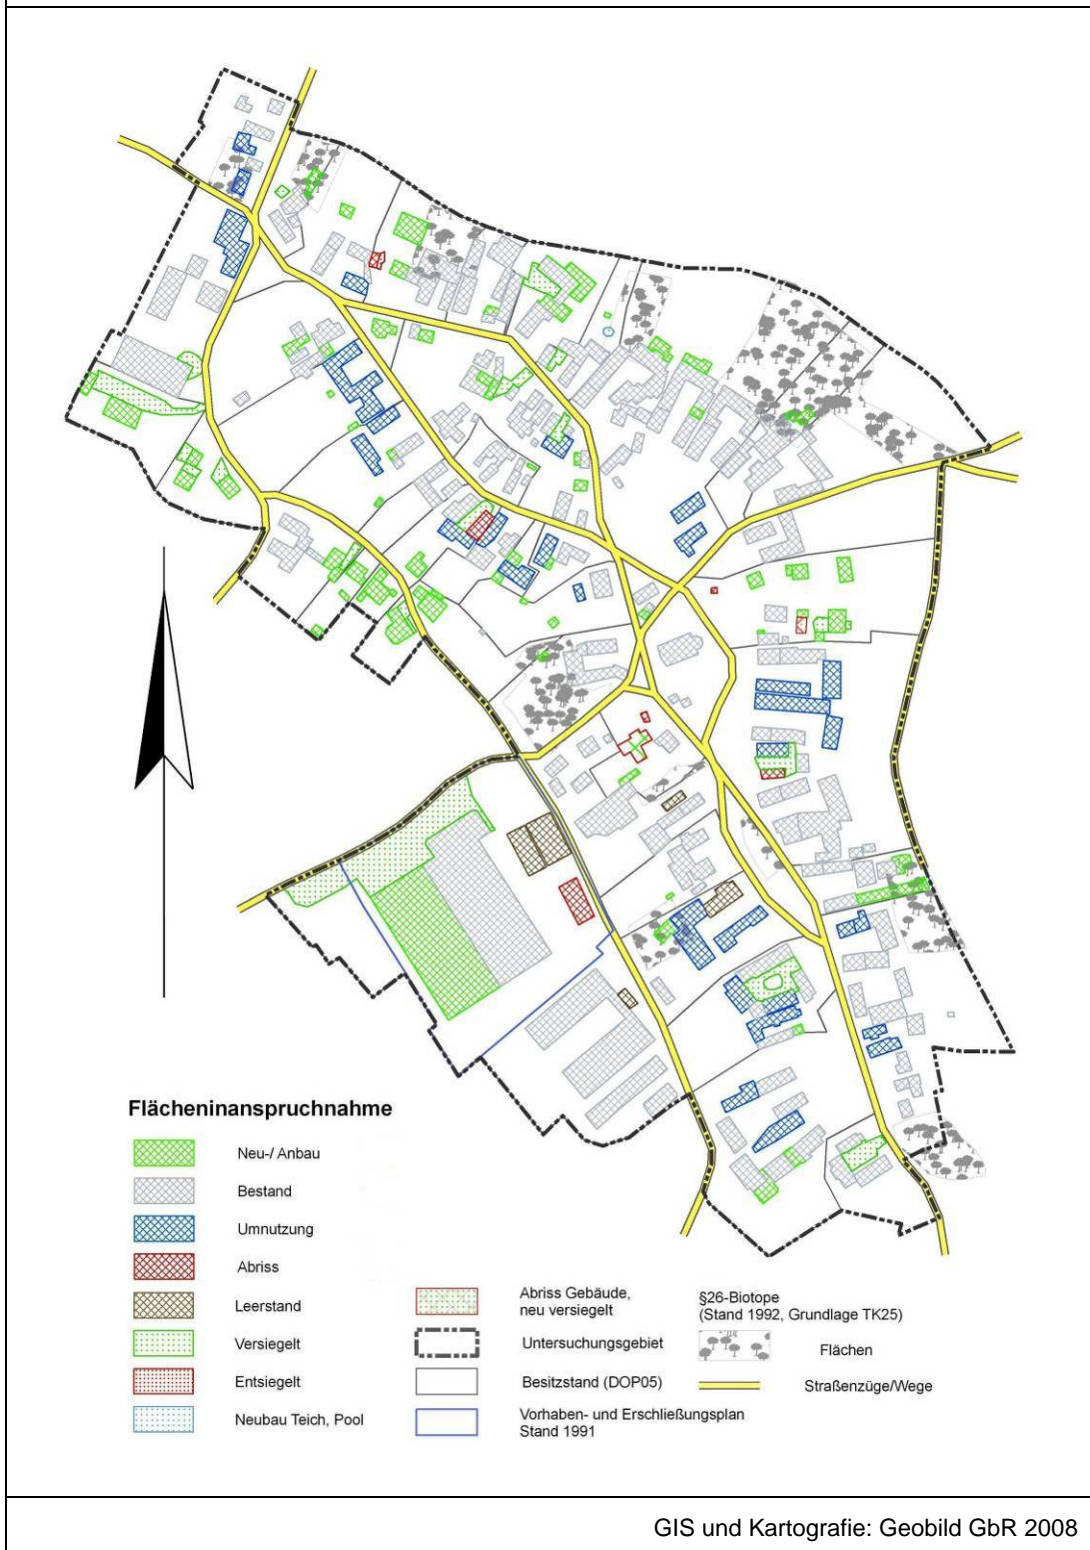 Flächeninanspruchnahme
Neu-/ Anbau
Bestand
Umnutzung
Abriss
Leerstand
Versiegelt
Entsiegelt
Neubau Teich, Pool
Abriss Gebäude,
neu versiegelt
Untersuchungsgebiet
Besitzstand (DOP05)
Vorhaben- und Erschließungsplan
Stand 1991
§26-Biotope
(Stand 1992, Grundlage TK25)
Flächen
Straßenzüge/Wege
GIS und Kartografie: Geobild GbR 2008